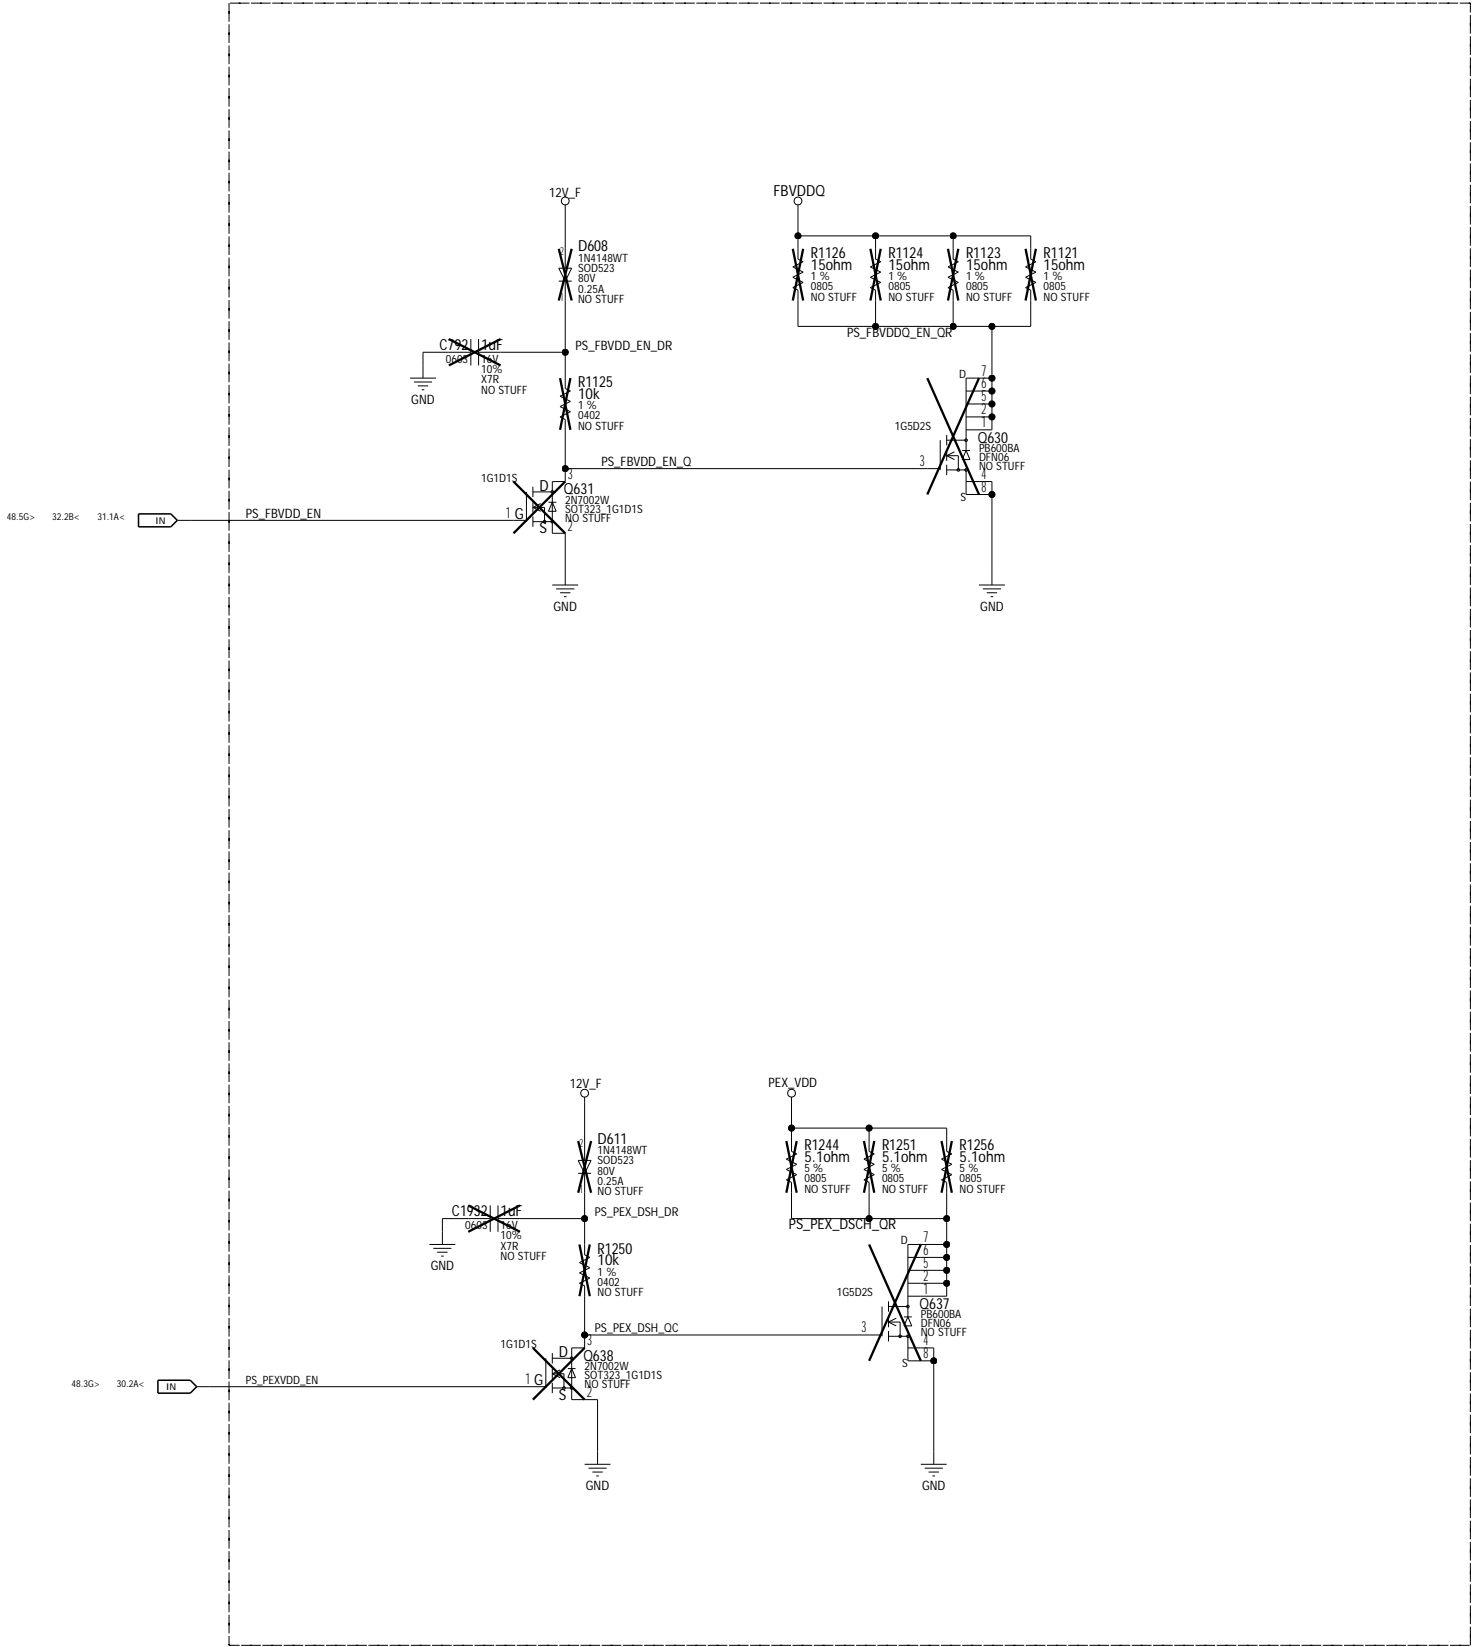 12V_F
FBVDDQ
D608
1N4148WT
SOD523
80V
0.25A
NO STUFF
2
1
R1126
15ohm
1 %
0805
NO STUFF
R1124
15ohm
1 %
0805
NO STUFF
R1123
15ohm
1 %
0805
NO STUFF
R1121
15ohm
1 %
0805
NO STUFF
PS_FBVDDQ_EN_QR
C792 1uF
0603 16V
10%
X7R
NO STUFF
GND
PS_FBVDD_EN_DR
R1125
10k
1 %
0402
NO STUFF
D 7
6
5
2
1
1G5D2S
Q630
PB600BA
DFN06
NO STUFF
3
4
8
S
PS_FBVDD_EN_Q
3
1G1D1S
D
Q631
2N7002W
SOT323_1G1D1S
NO STUFF
1 G
S
2
48.5G> 32.2B< 31.1A< IN PS_FBVDD_EN
GND
GND
12V_F
PEX_VDD
D611
1N4148WT
SOD523
80V
0.25A
NO STUFF
2
1
R1244
5.1ohm
5 %
0805
NO STUFF
R1251
5.1ohm
5 %
0805
NO STUFF
R1256
5.1ohm
5 %
0805
NO STUFF
PS_PEX_DSCH_QR
C1932 1uF
0603 16V
10%
X7R
NO STUFF
GND
PS_PEX_DSH_DR
R1250
10k
1 %
0402
NO STUFF
D 7
6
5
2
1
1G5D2S
Q637
PB600BA
DFN06
NO STUFF
3
4
8
S
PS_PEX_DSH_QC
3
1G1D1S
D
Q638
2N7002W
SOT323_1G1D1S
NO STUFF
1 G
S
2
48.3G> 30.2A< IN PS_PEXVDD_EN
GND
GND